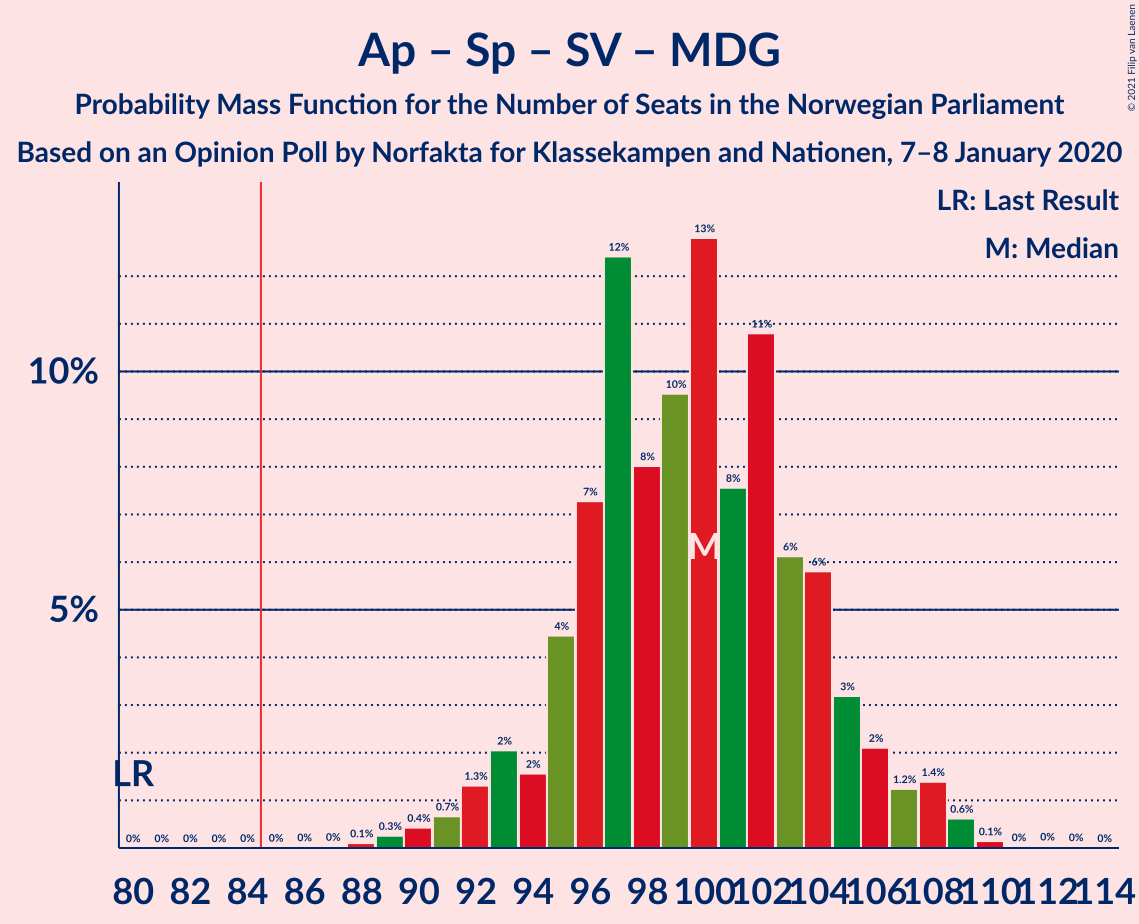 © 2021 Filip van Laenen
Ap – Sp – SV – MDG
Probability Mass Function for the Number of Seats in the Norwegian Parliament
Based on an Opinion Poll by Norfakta for Klassekampen and Nationen, 7–8 January 2020
LR: Last Result
M: Median
10%
5%
LR
M
0% 0% 0% 0% 0% 0% 0% 0% 0.1% 0.3% 0.4% 0.7% 1.3% 2% 2% 4% 7% 12% 8% 10% 13% 8% 11% 6% 6% 3% 2% 1.2% 1.4% 0.6% 0.1% 0% 0% 0% 0%
80 82 84 86 88 90 92 94 96 98 100 102 104 106 108 110 112 114